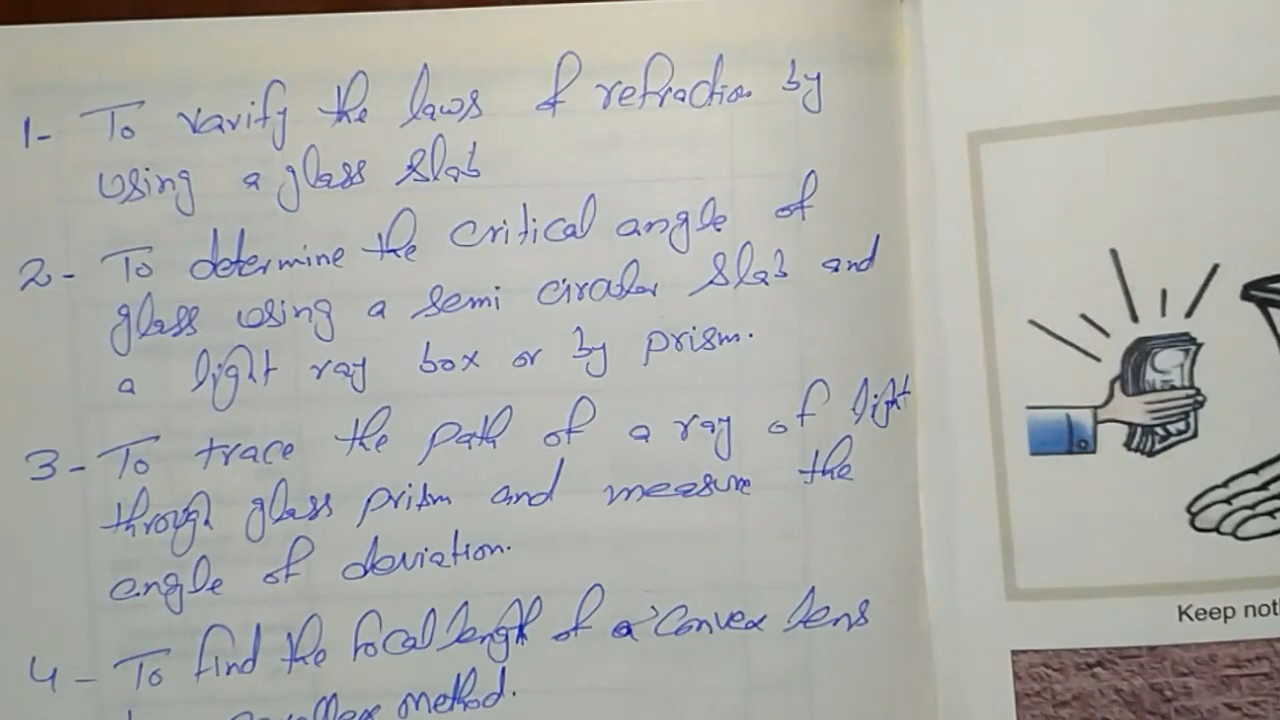 1- To varify the laws of refraction by
using a glass slab
2- To determine the critical angle of
glass using a semi circular slab and
a light ray box or by prism.
3- To trace the path of a ray of light
through glass prism and measure the
angle of deviation.
4- To find the focal length of a convex lens
method.
Keep not